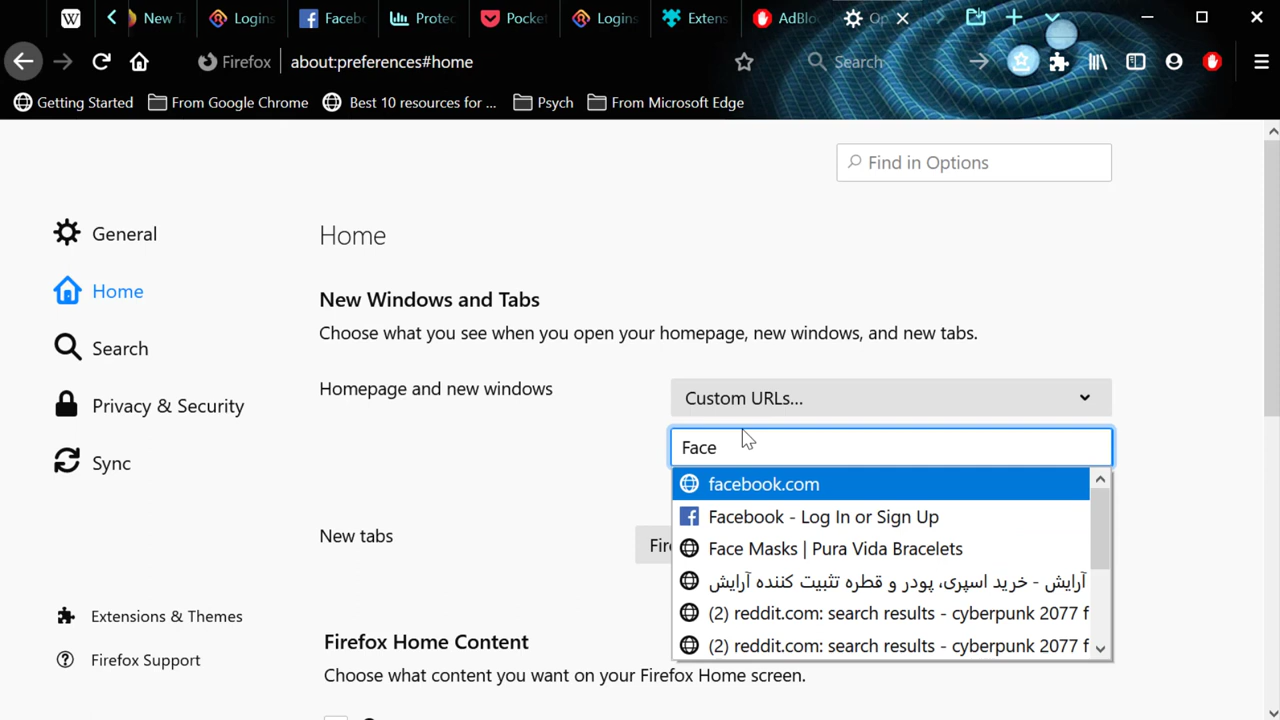 New Ta
Logins
Facebo
Protec
Pocket
Logins
Extens
AdBlo
Op
Firefox
about:preferences#home
Search
Getting Started
From Google Chrome
Best 10 resources for ...
Psych
From Microsoft Edge
Find in Options
General
Home
Search
Privacy & Security
Sync
Extensions & Themes
Firefox Support
Home
New Windows and Tabs
Choose what you see when you open your homepage, new windows, and new tabs.
Homepage and new windows
Custom URLs...
Face
facebook.com
Facebook - Log In or Sign Up
Face Masks | Pura Vida Bracelets
آرایش - خرید اسپری، پودر و قطره تثبیت کننده آرایش
(2) reddit.com: search results - cyberpunk 2077 f
(2) reddit.com: search results - cyberpunk 2077 f
New tabs
Fir
Firefox Home Content
Choose what content you want on your Firefox Home screen.